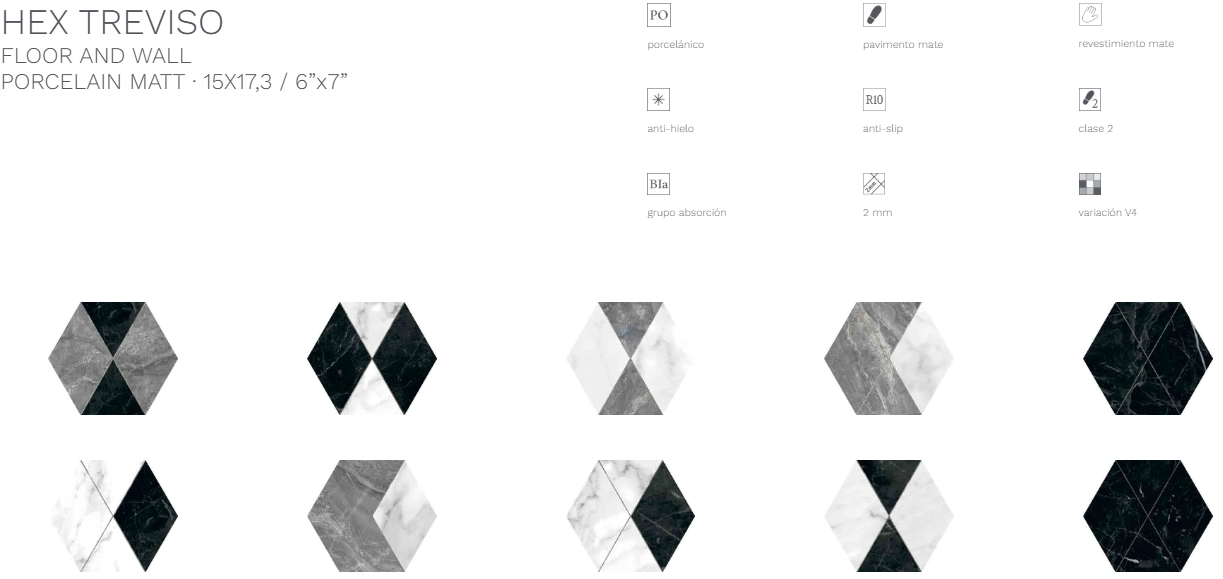 HEX TREVISO
FLOOR AND WALL
PORCELAIN MATT · 15X17,3 / 6”x7”
PO
porcelánico
pavimento mate
revestimiento mate
anti-hielo
R10
anti-slip
2
clase 2
BIa
grupo absorción
2mm
2 mm
variación V4